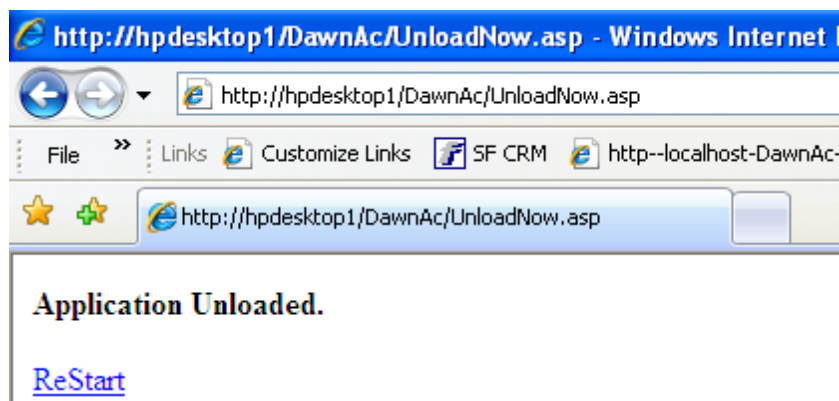 http://hpdesktop1/DawnAc/UnloadNow.asp - Windows Internet
http://hpdesktop1/DawnAc/UnloadNow.asp
File » Links Customize Links SF CRM http--localhost-DawnAc-
http://hpdesktop1/DawnAc/UnloadNow.asp
Application Unloaded.
ReStart